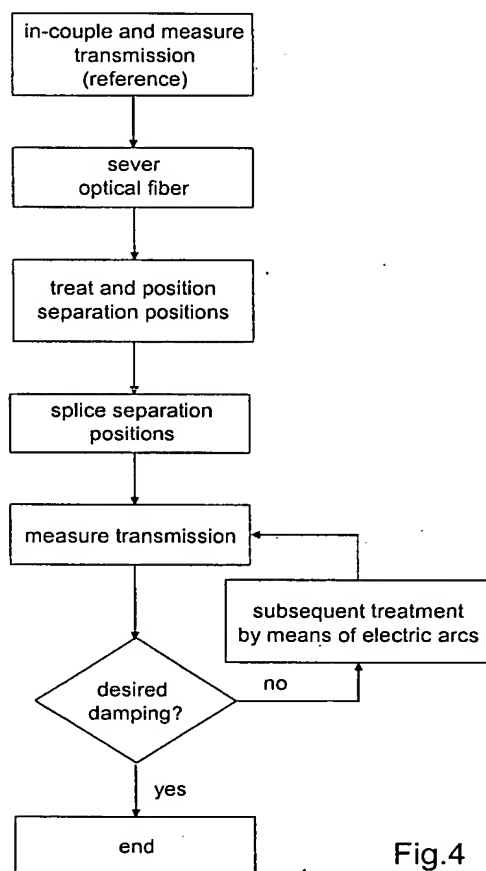 in-couple and measure
transmission
(reference)
sever
optical fiber
treat and position
separation positions
splice separation
positions
measure transmission
subsequent treatment
by means of electric arcs
desired
damping?
no
yes
end
Fig.4